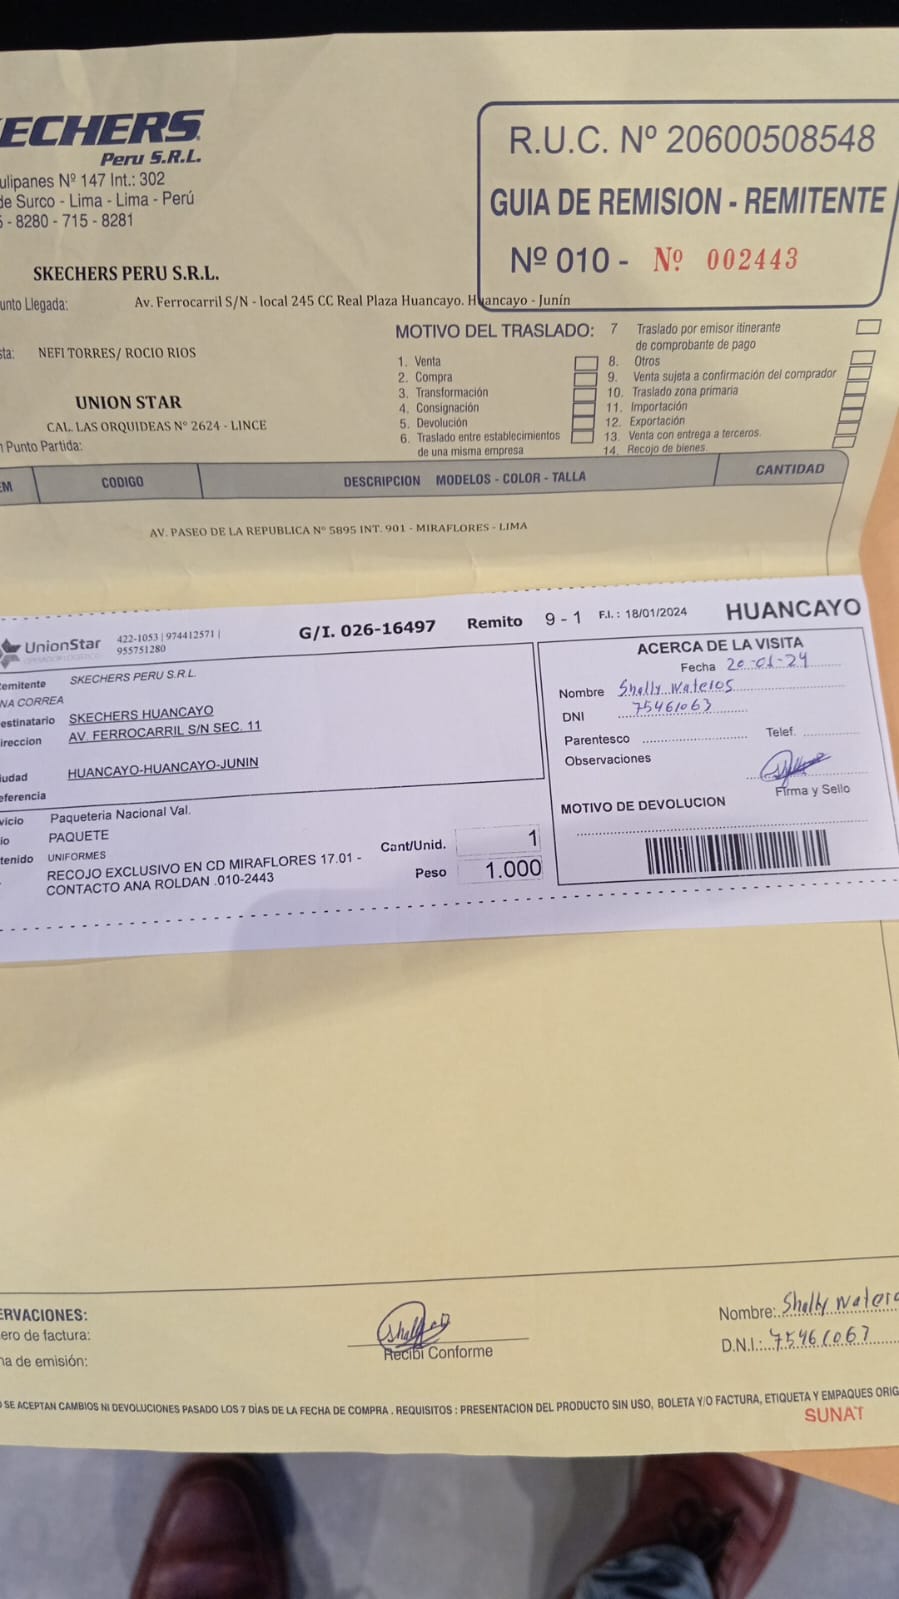 ECHERS
Peru S.R.L.
ulipanes Nº 147 Int.: 302
de Surco - Lima - Lima - Perú
5 - 8280 - 715 - 8281
R.U.C. Nº 20600508548
GUIA DE REMISION - REMITENTE
Nº 010 - Nº 002443
SKECHERS PERU S.R.L.
unto Llegada: Av. Ferrocarril S/N - local 245 CC Real Plaza Huancayo. Huancayo - Junín
sta: NEFI TORRES/ ROCIO RIOS
UNION STAR
CAL. LAS ORQUIDEAS Nº 2624 - LINCE
n Punto Partida:
MOTIVO DEL TRASLADO:
1. Venta
2. Compra
3. Transformación
4. Consignación
5. Devolución
6. Traslado entre establecimientos
de una misma empresa
7 Traslado por emisor itinerante
de comprobante de pago
8. Otros
9. Venta sujeta a confirmación del comprador
10. Traslado zona primaria
11. Importación
12. Exportación
13. Venta con entrega a terceros.
14. Recojo de bienes.
EM CODIGO DESCRIPCION MODELOS - COLOR - TALLA CANTIDAD
AV. PASEO DE LA REPUBLICA Nº 5895 INT. 901 - MIRAFLORES - LIMA
UnionStar
422-1053 | 974412571 |
955751280
G/I. 026-16497 Remito 9 - 1 F.I.: 18/01/2024 HUANCAYO
emitente SKECHERS PERU S.R.L.
NA CORREA
estinatario SKECHERS HUANCAYO
ireccion AV. FERROCARRIL S/N SEC. 11
iudad HUANCAYO-HUANCAYO-JUNIN
eferencia
vicio Paqueteria Nacional Val.
io PAQUETE
tenido UNIFORMES
RECOJO EXCLUSIVO EN CD MIRAFLORES 17.01 -
CONTACTO ANA ROLDAN .010-2443
Cant/Unid. 1
Peso 1.000
ACERCA DE LA VISITA
Fecha 20-01-24
Nombre Shally Wateros
DNI 75461063
Parentesco Telef.
Observaciones
Firma y Sello
MOTIVO DE DEVOLUCION
ERVACIONES:
ero de factura:
ha de emisión:
Recibí Conforme
Nombre: Shally Water
D.N.I.: 75461063
O SE ACEPTAN CAMBIOS NI DEVOLUCIONES PASADO LOS 7 DÍAS DE LA FECHA DE COMPRA . REQUISITOS : PRESENTACION DEL PRODUCTO SIN USO, BOLETA Y/O FACTURA, ETIQUETA Y EMPAQUES ORIG
SUNAT